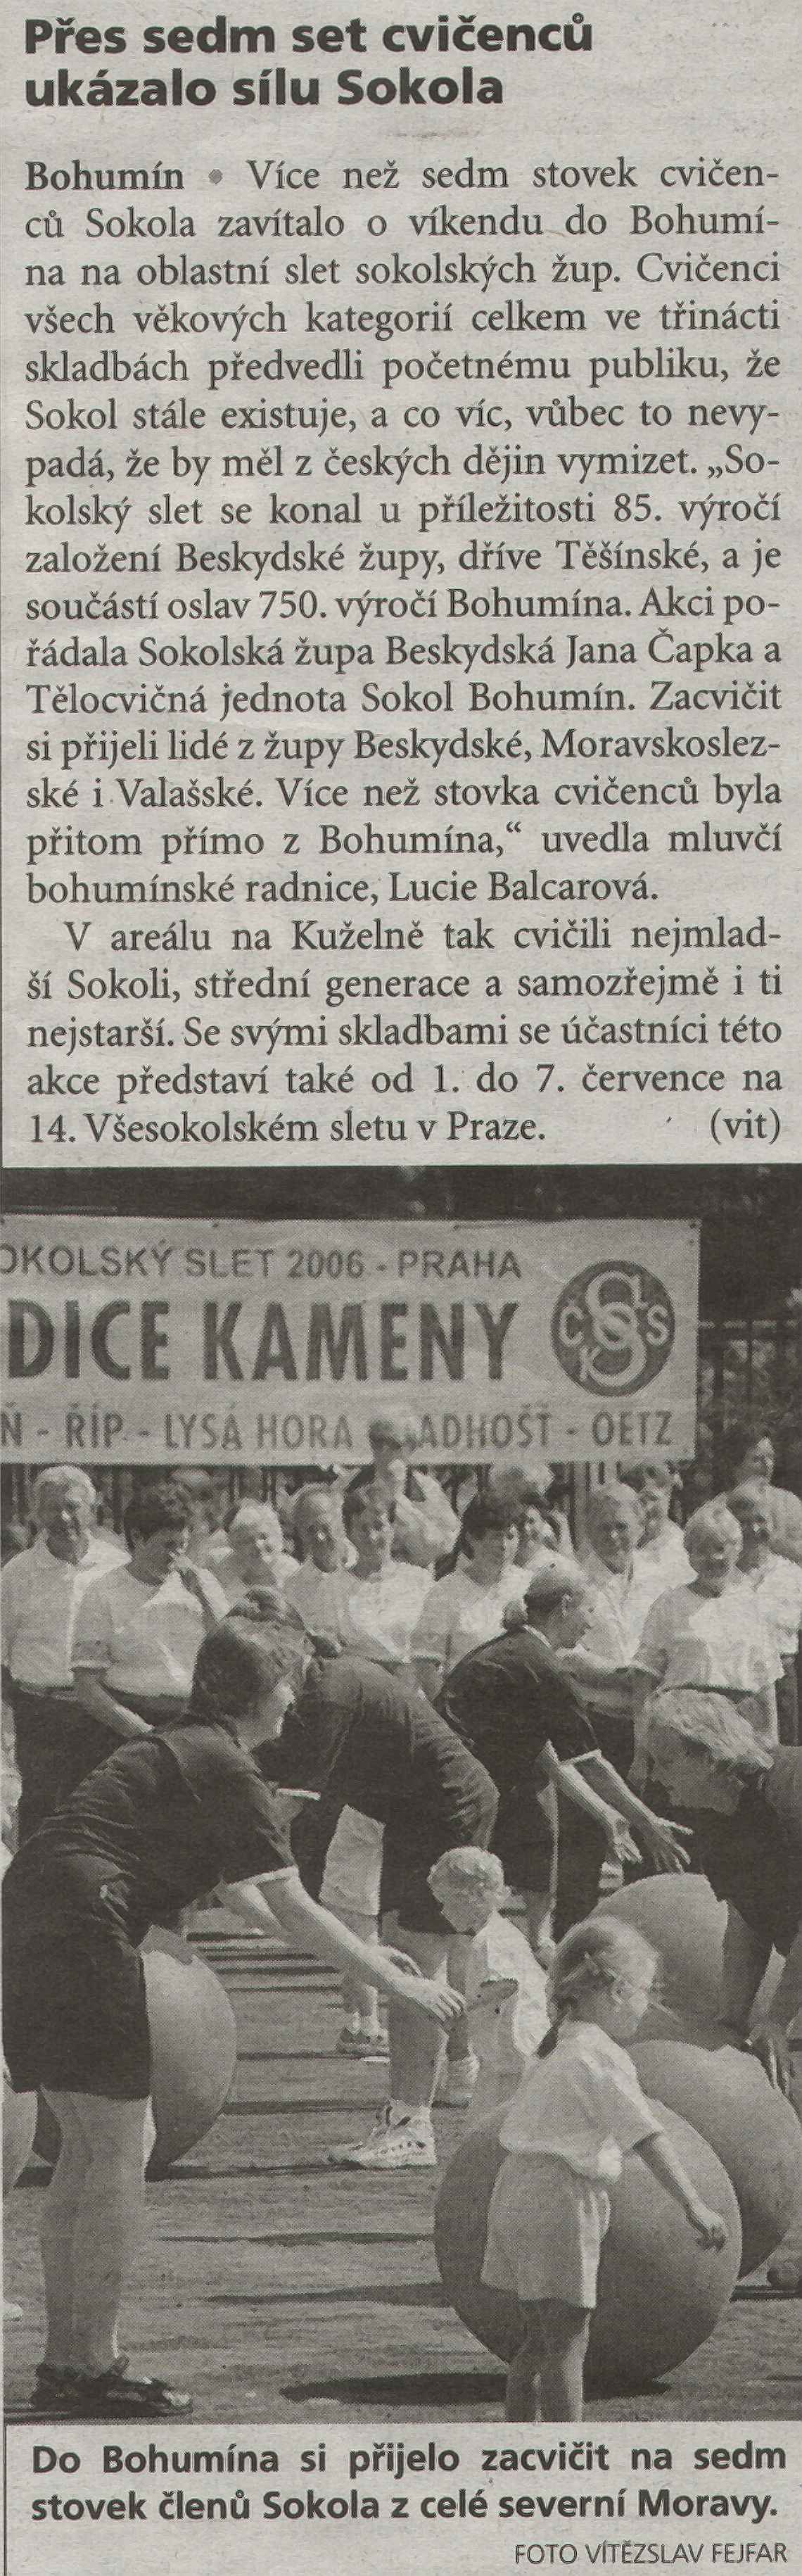 Přes sedm set cvičenců
ukázalo sílu Sokola
Bohumín • Více než sedm stovek cvičen-
ců Sokola zavítalo o víkendu do Bohumí-
na na oblastní slet sokolských žup. Cvičenci
všech věkových kategorií celkem ve třinácti
skladbách předvedli početnému publiku, že
Sokol stále existuje, a co víc, vůbec to nevy-
padá, že by měl z českých dějin vymizet. „So-
kolský slet se konal u příležitosti 85. výročí
založení Beskydské župy, dříve Těšínské, a je
součástí oslav 750. výročí Bohumína. Akci po-
řádala Sokolská župa Beskydská Jana Čapka a
Tělocvičná jednota Sokol Bohumín. Zacvičit
si přijeli lidé z župy Beskydské, Moravskoslez-
ské i Valašské. Více než stovka cvičenců byla
přitom přímo z Bohumína,“ uvedla mluvčí
bohumínské radnice, Lucie Balcarová.
V areálu na Kuželně tak cvičili nejmlad-
ší Sokoli, střední generace a samozřejmě i ti
nejstarší. Se svými skladbami se účastníci této
akce představí také od 1. do 7. července na
14. Všesokolském sletu v Praze. (vit)
OKOLSKÝ SLET 2006 - PRAHA
DICE KAMENY
N - ŘÍP - LYSÁ HORA ADHOŠŤ - OETZ
Do Bohumína si přijelo zacvičit na sedm
stovek členů Sokola z celé severní Moravy.
FOTO VÍTĚZSLAV FEJFAR